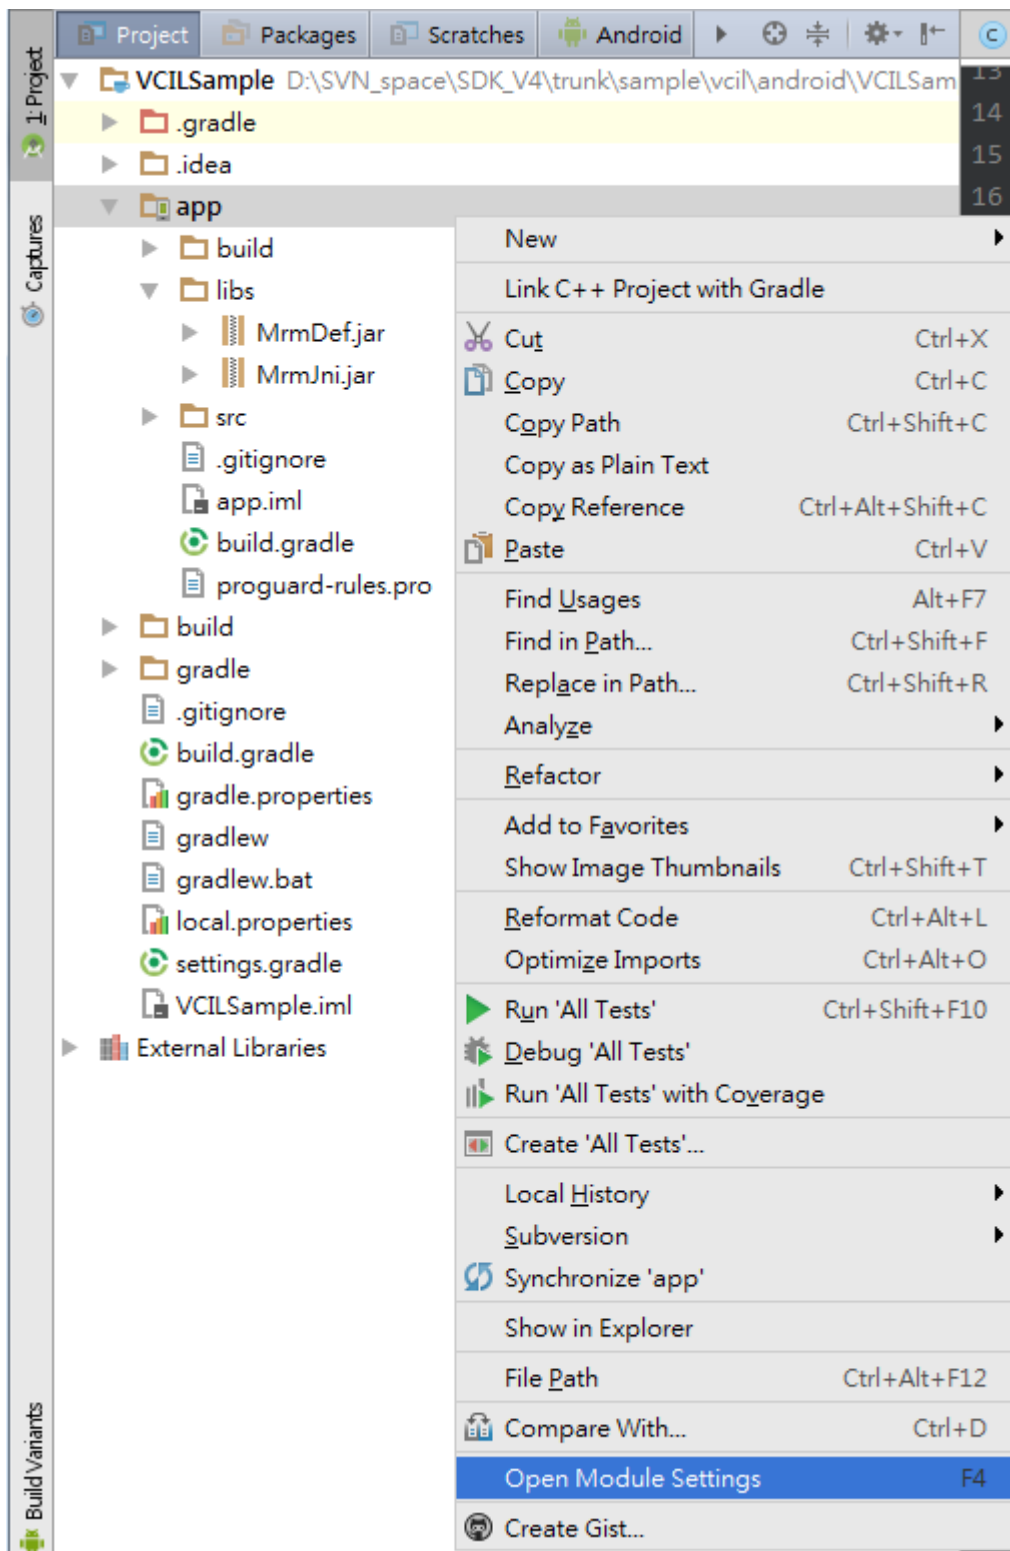 Project
Packages
Scratches
Android
1: Project
Captures
Build Variants
VCILSample D:\SVN_space\SDK_V4\trunk\sample\vcil\android\VCILSam
.gradle
.idea
app
build
libs
MrmDef.jar
MrmJni.jar
src
.gitignore
app.iml
build.gradle
proguard-rules.pro
build
gradle
.gitignore
build.gradle
gradle.properties
gradlew
gradlew.bat
local.properties
settings.gradle
VCILSample.iml
External Libraries
C
13
14
15
16
New
Link C++ Project with Gradle
Cut Ctrl+X
Copy Ctrl+C
Copy Path Ctrl+Shift+C
Copy as Plain Text
Copy Reference Ctrl+Alt+Shift+C
Paste Ctrl+V
Find Usages Alt+F7
Find in Path... Ctrl+Shift+F
Replace in Path... Ctrl+Shift+R
Analyze
Refactor
Add to Favorites
Show Image Thumbnails Ctrl+Shift+T
Reformat Code Ctrl+Alt+L
Optimize Imports Ctrl+Alt+O
Run 'All Tests' Ctrl+Shift+F10
Debug 'All Tests'
Run 'All Tests' with Coverage
Create 'All Tests'...
Local History
Subversion
Synchronize 'app'
Show in Explorer
File Path Ctrl+Alt+F12
Compare With... Ctrl+D
Open Module Settings F4
Create Gist...